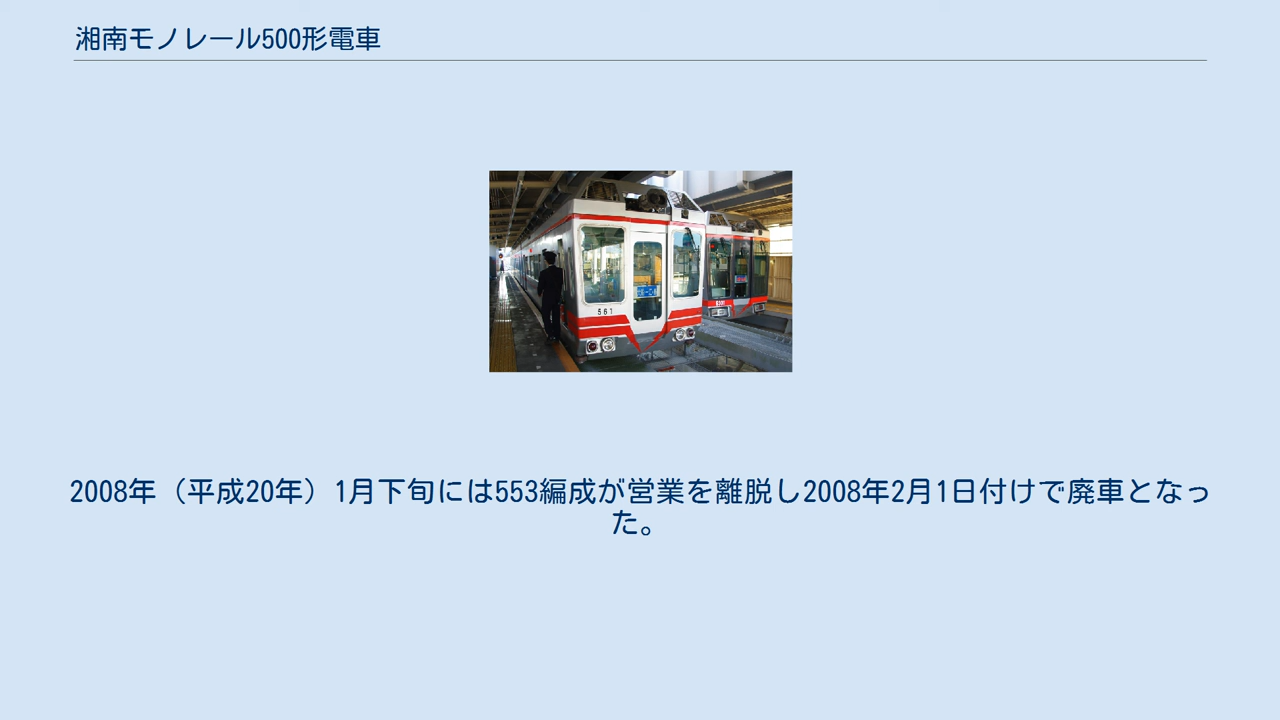 湘南モノレール500形電車
561
2008年（平成20年）1月下旬には553編成が営業を離脱し2008年2月1日付けで廃車となっ
た。